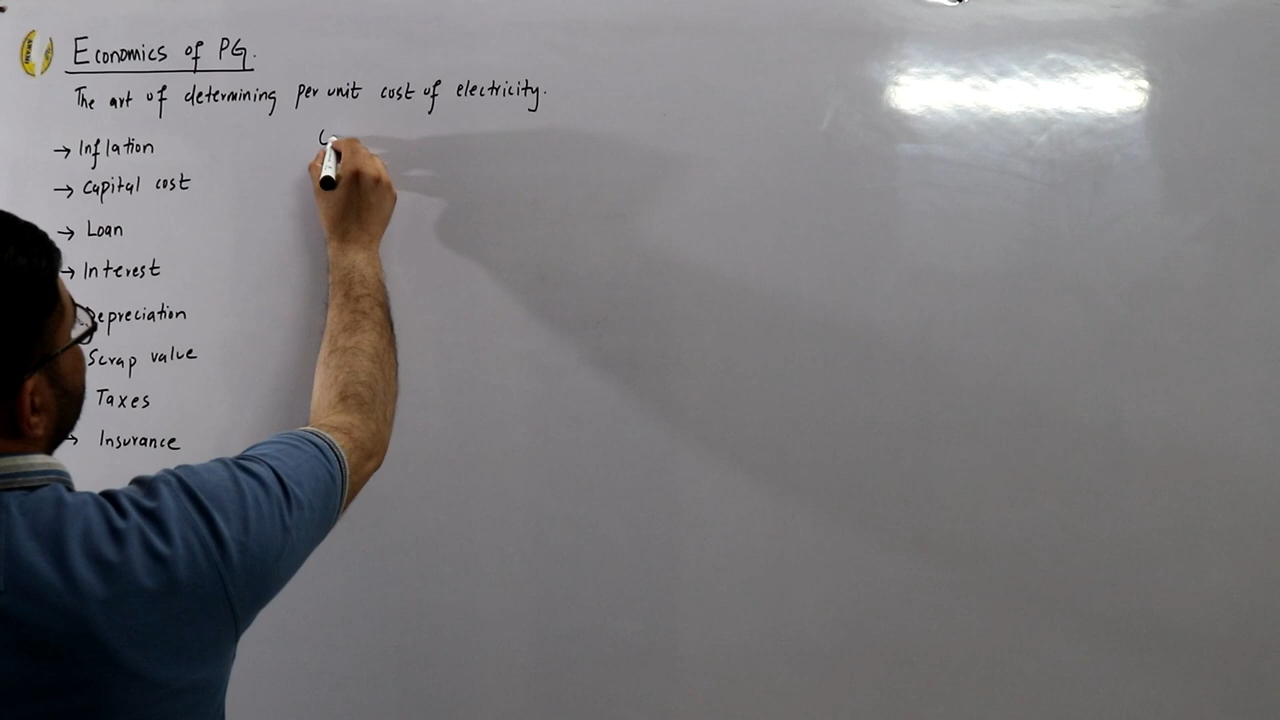 Economics of PG.
The art of determining per unit cost of electricity.
→ Inflation
→ Capital cost
→ Loan
→ Interest
epreciation
Scrap value
Taxes
→ Insurance